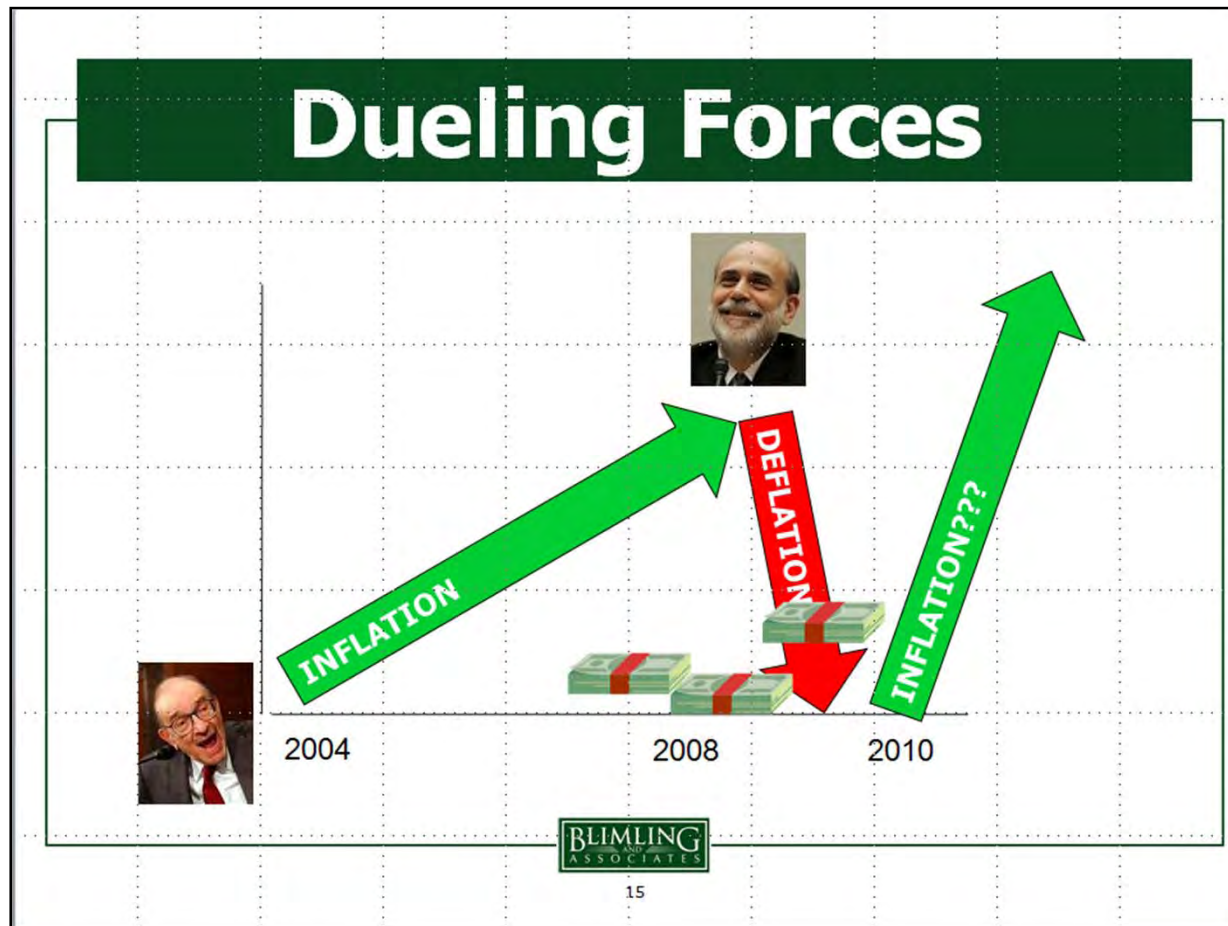 Dueling Forces
INFLATION
DEFLATION
INFLATION???
2004
2008
2010
BLIMLING
AND
ASSOCIATES
15